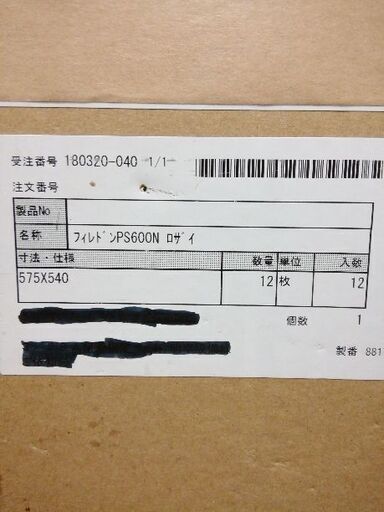 受注番号 180320-040 1/1
注文番号
製品No
名称 フィレドンPS600N ロザイ
寸法・仕様 数量 単位 入数
575X540 12 枚 12
個数 1
製番 881